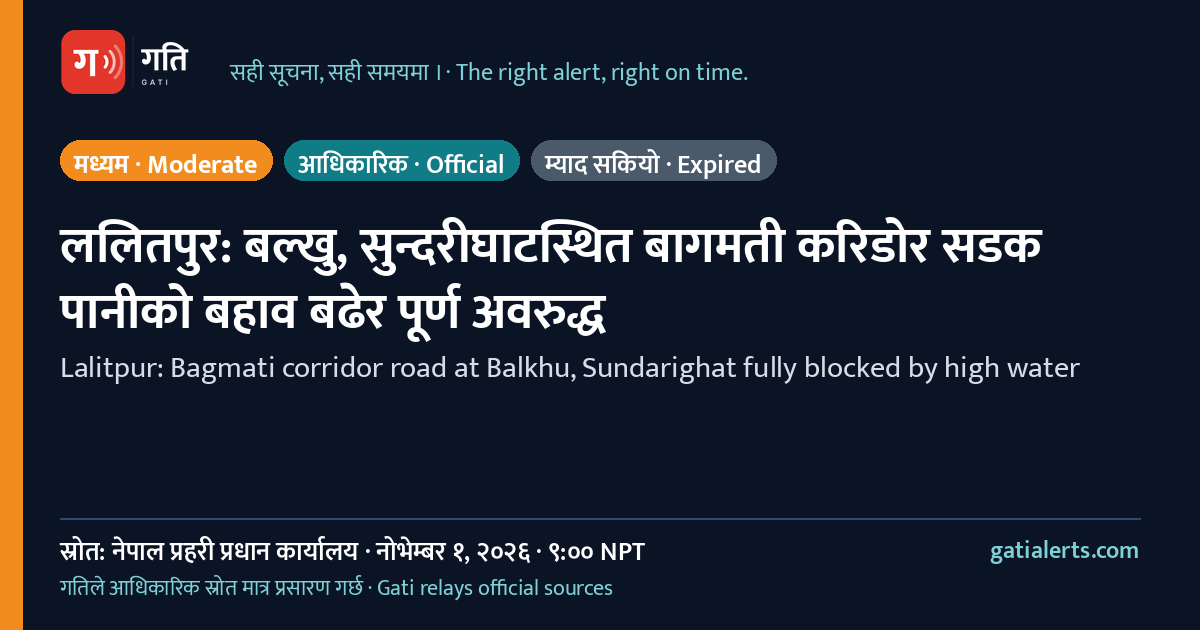 ग गति
GATI
सही सूचना, सही समयमा । · The right alert, right on time.
मध्यम · Moderate आधिकारिक · Official म्याद सकियो · Expired
ललितपुर: बल्खु, सुन्दरीघाटस्थित बागमती करिडोर सडक
पानीको बहाव बढेर पूर्ण अवरुद्ध
Lalitpur: Bagmati corridor road at Balkhu, Sundarighat fully blocked by high water
स्रोत: नेपाल प्रहरी प्रधान कार्यालय · नोभेम्बर १, २०२६ · ९:०० NPT
gatialerts.com
गतिले आधिकारिक स्रोत मात्र प्रसारण गर्छ · Gati relays official sources